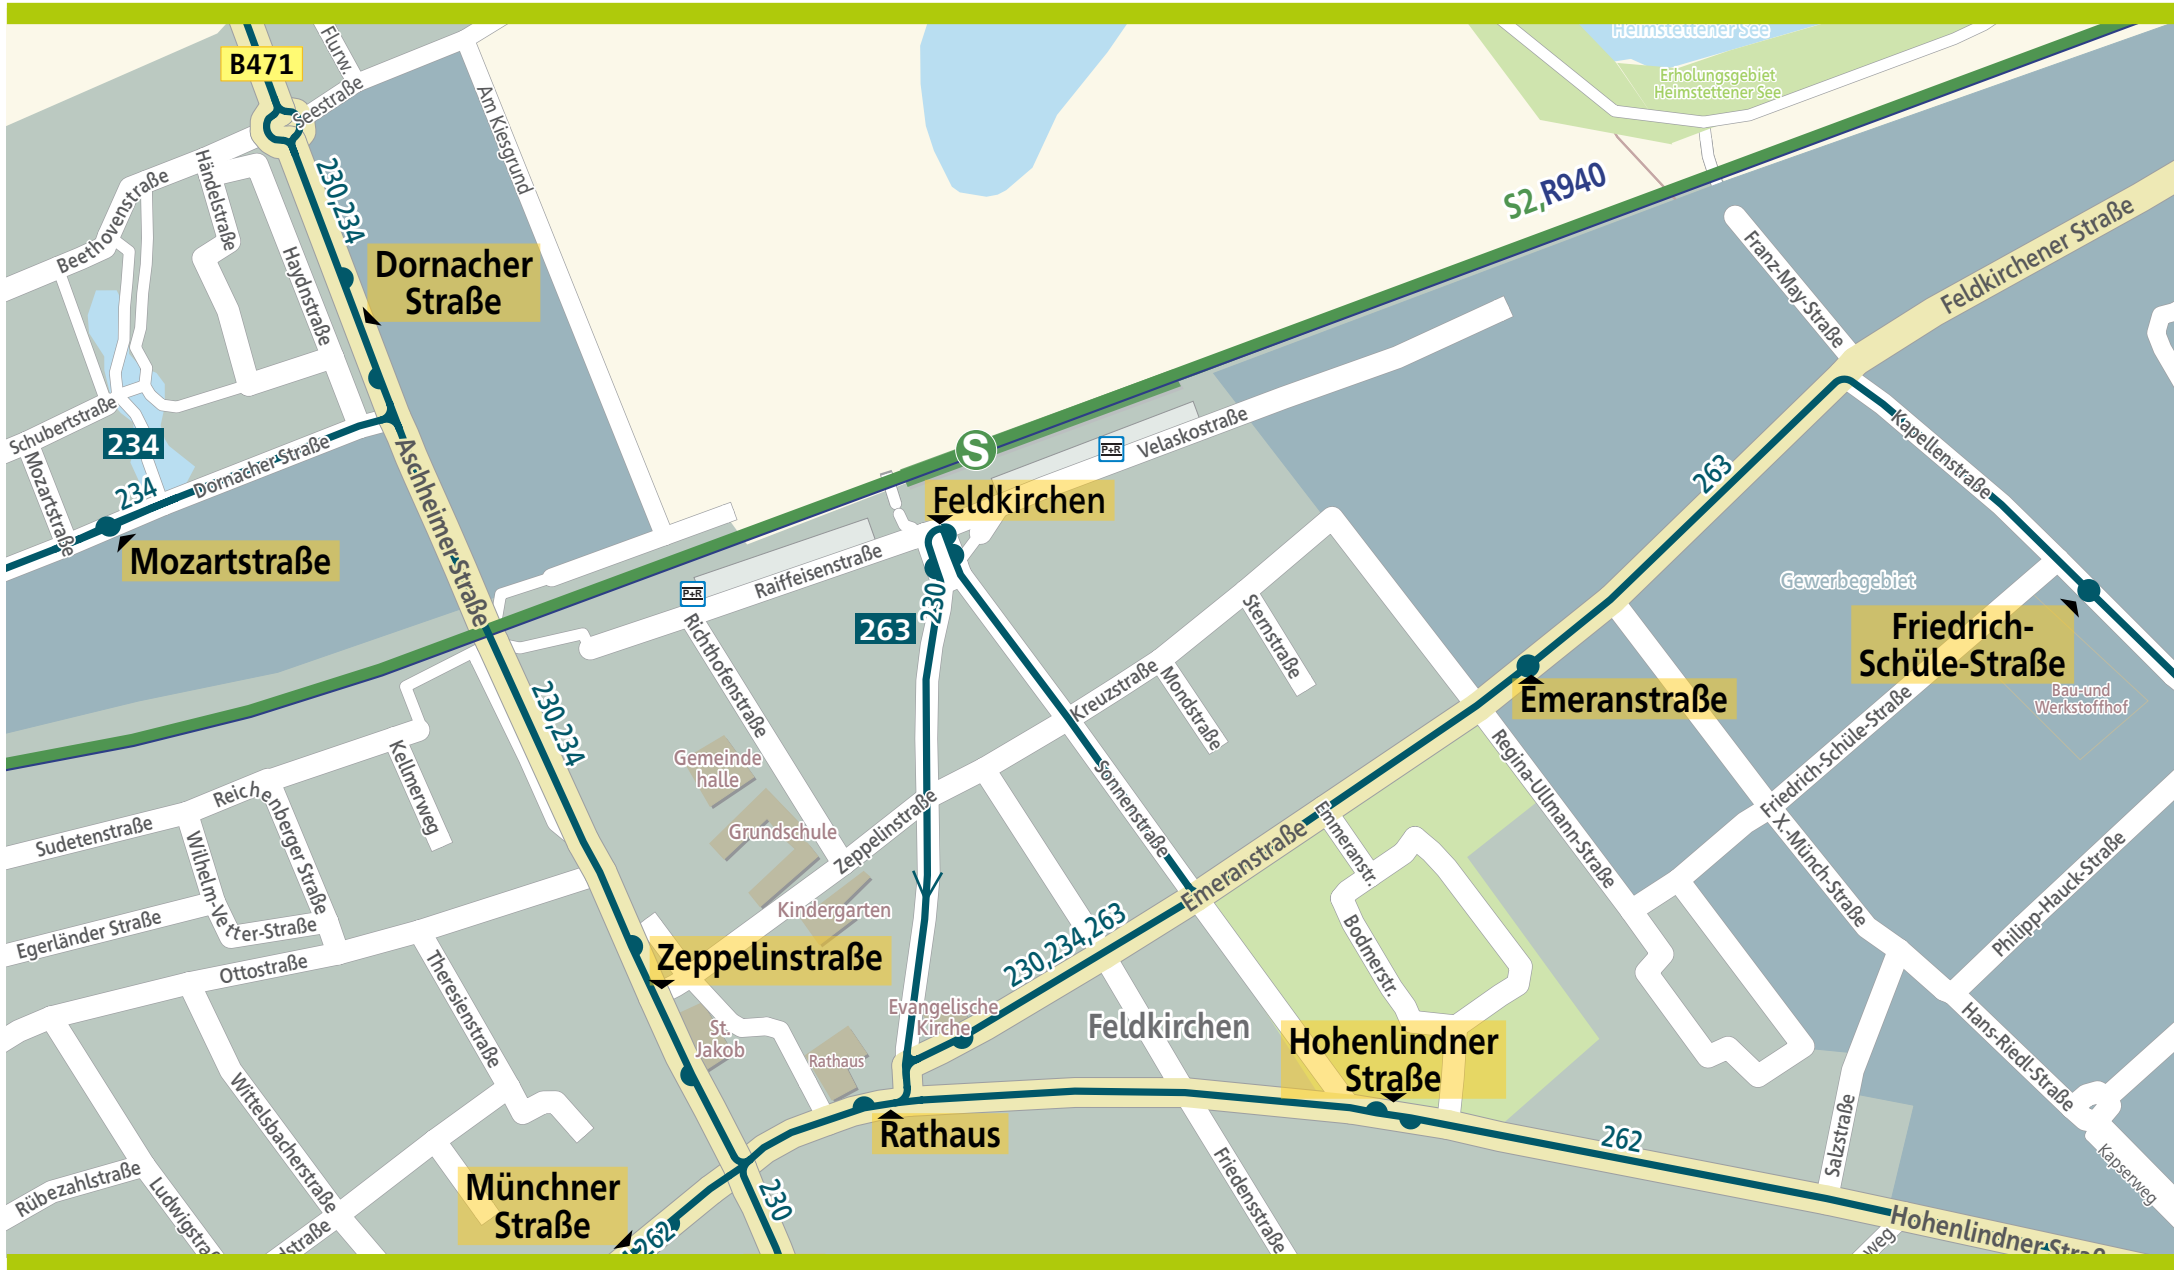 Heimstettener See
B471
Flurw.
Seestraße
Erholungsgebiet
Heimstettener See
Am Kiesgrund
Händelstraße
230,234
Beethovenstraße
S2,R940
Feldkirchener Straße
Franz-May-Straße
Haydnstraße
Dornacher
Straße
Schubertstraße
234
Mozartstraße
234
Dornacher Straße
Aschheimer Straße
Mozartstraße
S
P+R
Velaskostraße
Feldkirchen
263
Kapellenstraße
P+R
Raiffeisenstraße
230
263
Richthofenstraße
Sternstraße
Gewerbegebiet
Friedrich-
Schüle-Straße
Bau-und
Werkstoffhof
Emeranstraße
Kreuzstraße
Mondstraße
230,234
Kellmerweg
Gemeinde
halle
Grundschule
Zeppelinstraße
Kindergarten
Sonnenstraße
Emeranstraße
Emmeranstr.
Regina-Ullmann-Straße
Friedrich-Schüle-Straße
F.X.-Münch-Straße
Philipp-Hauck-Straße
Reichenberger Straße
Sudetenstraße
Wilhelm-Vetter-Straße
Egerländer Straße
Ottostraße
Theresienstraße
Zeppelinstraße
230,234,263
Bodmerstr.
Evangelische
Kirche
Feldkirchen
St.
Jakob
Rathaus
Hohenlindner
Straße
Hans-Riedl-Straße
Wittelsbacherstraße
Rathaus
262
Salzstraße
Kapserweg
Rübezahlstraße
Ludwigstraß
dstraße
Münchner
Straße
262
230
Friedensstraße
weg
Hohenlindner Straß